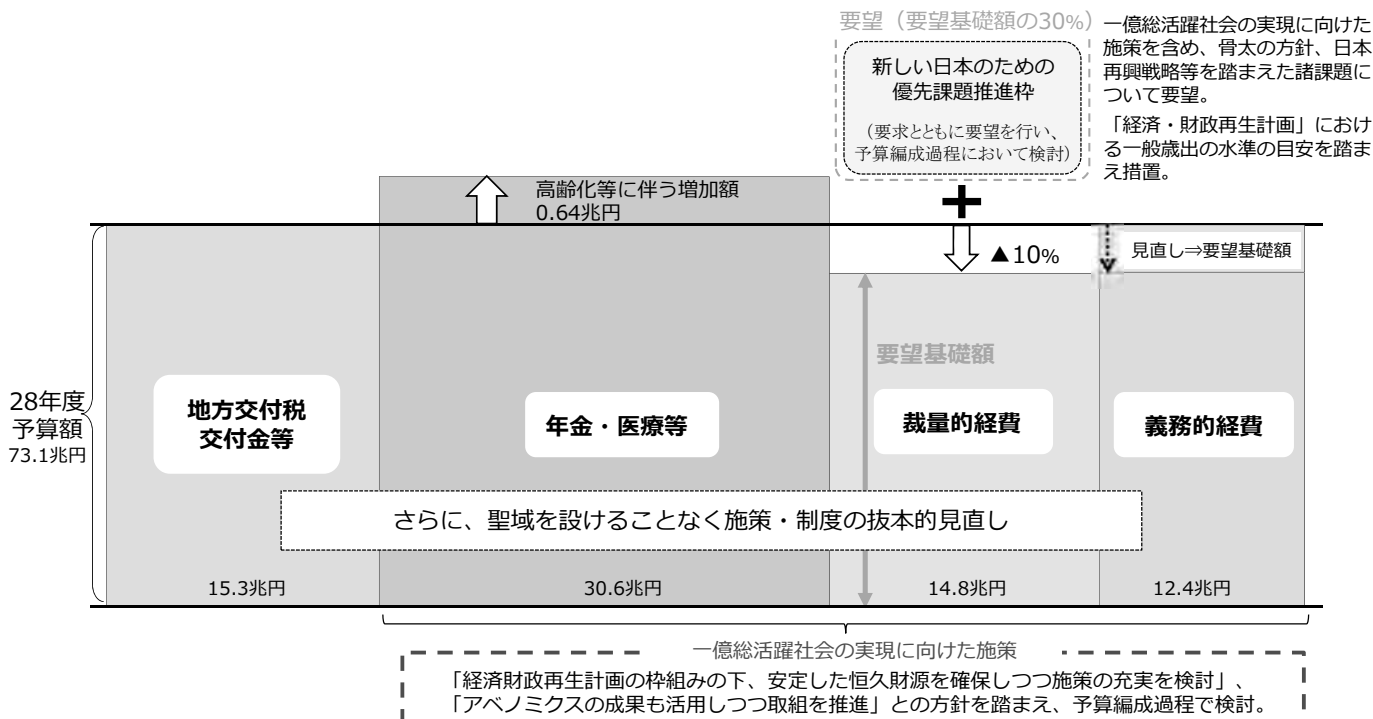 要望（要望基礎額の30%）
新しい日本のための
優先課題推進枠
（要求とともに要望を行い、
予算編成過程において検討）
一億総活躍社会の実現に向けた
施策を含め、骨太の方針、日本
再興戦略等を踏まえた諸課題に
ついて要望。
「経済・財政再生計画」におけ
る一般歳出の水準の目安を踏ま
え措置。
高齢化等に伴う増加額
0.64兆円
＋
▲10%
見直し⇒要望基礎額
要望基礎額
28年度
予算額
73.1兆円
地方交付税
交付金等
年金・医療等
裁量的経費
義務的経費
さらに、聖域を設けることなく施策・制度の抜本的見直し
15.3兆円
30.6兆円
14.8兆円
12.4兆円
一億総活躍社会の実現に向けた施策
「経済財政再生計画の枠組みの下、安定した恒久財源を確保しつつ施策の充実を検討」、
「アベノミクスの成果も活用しつつ取組を推進」との方針を踏まえ、予算編成過程で検討。